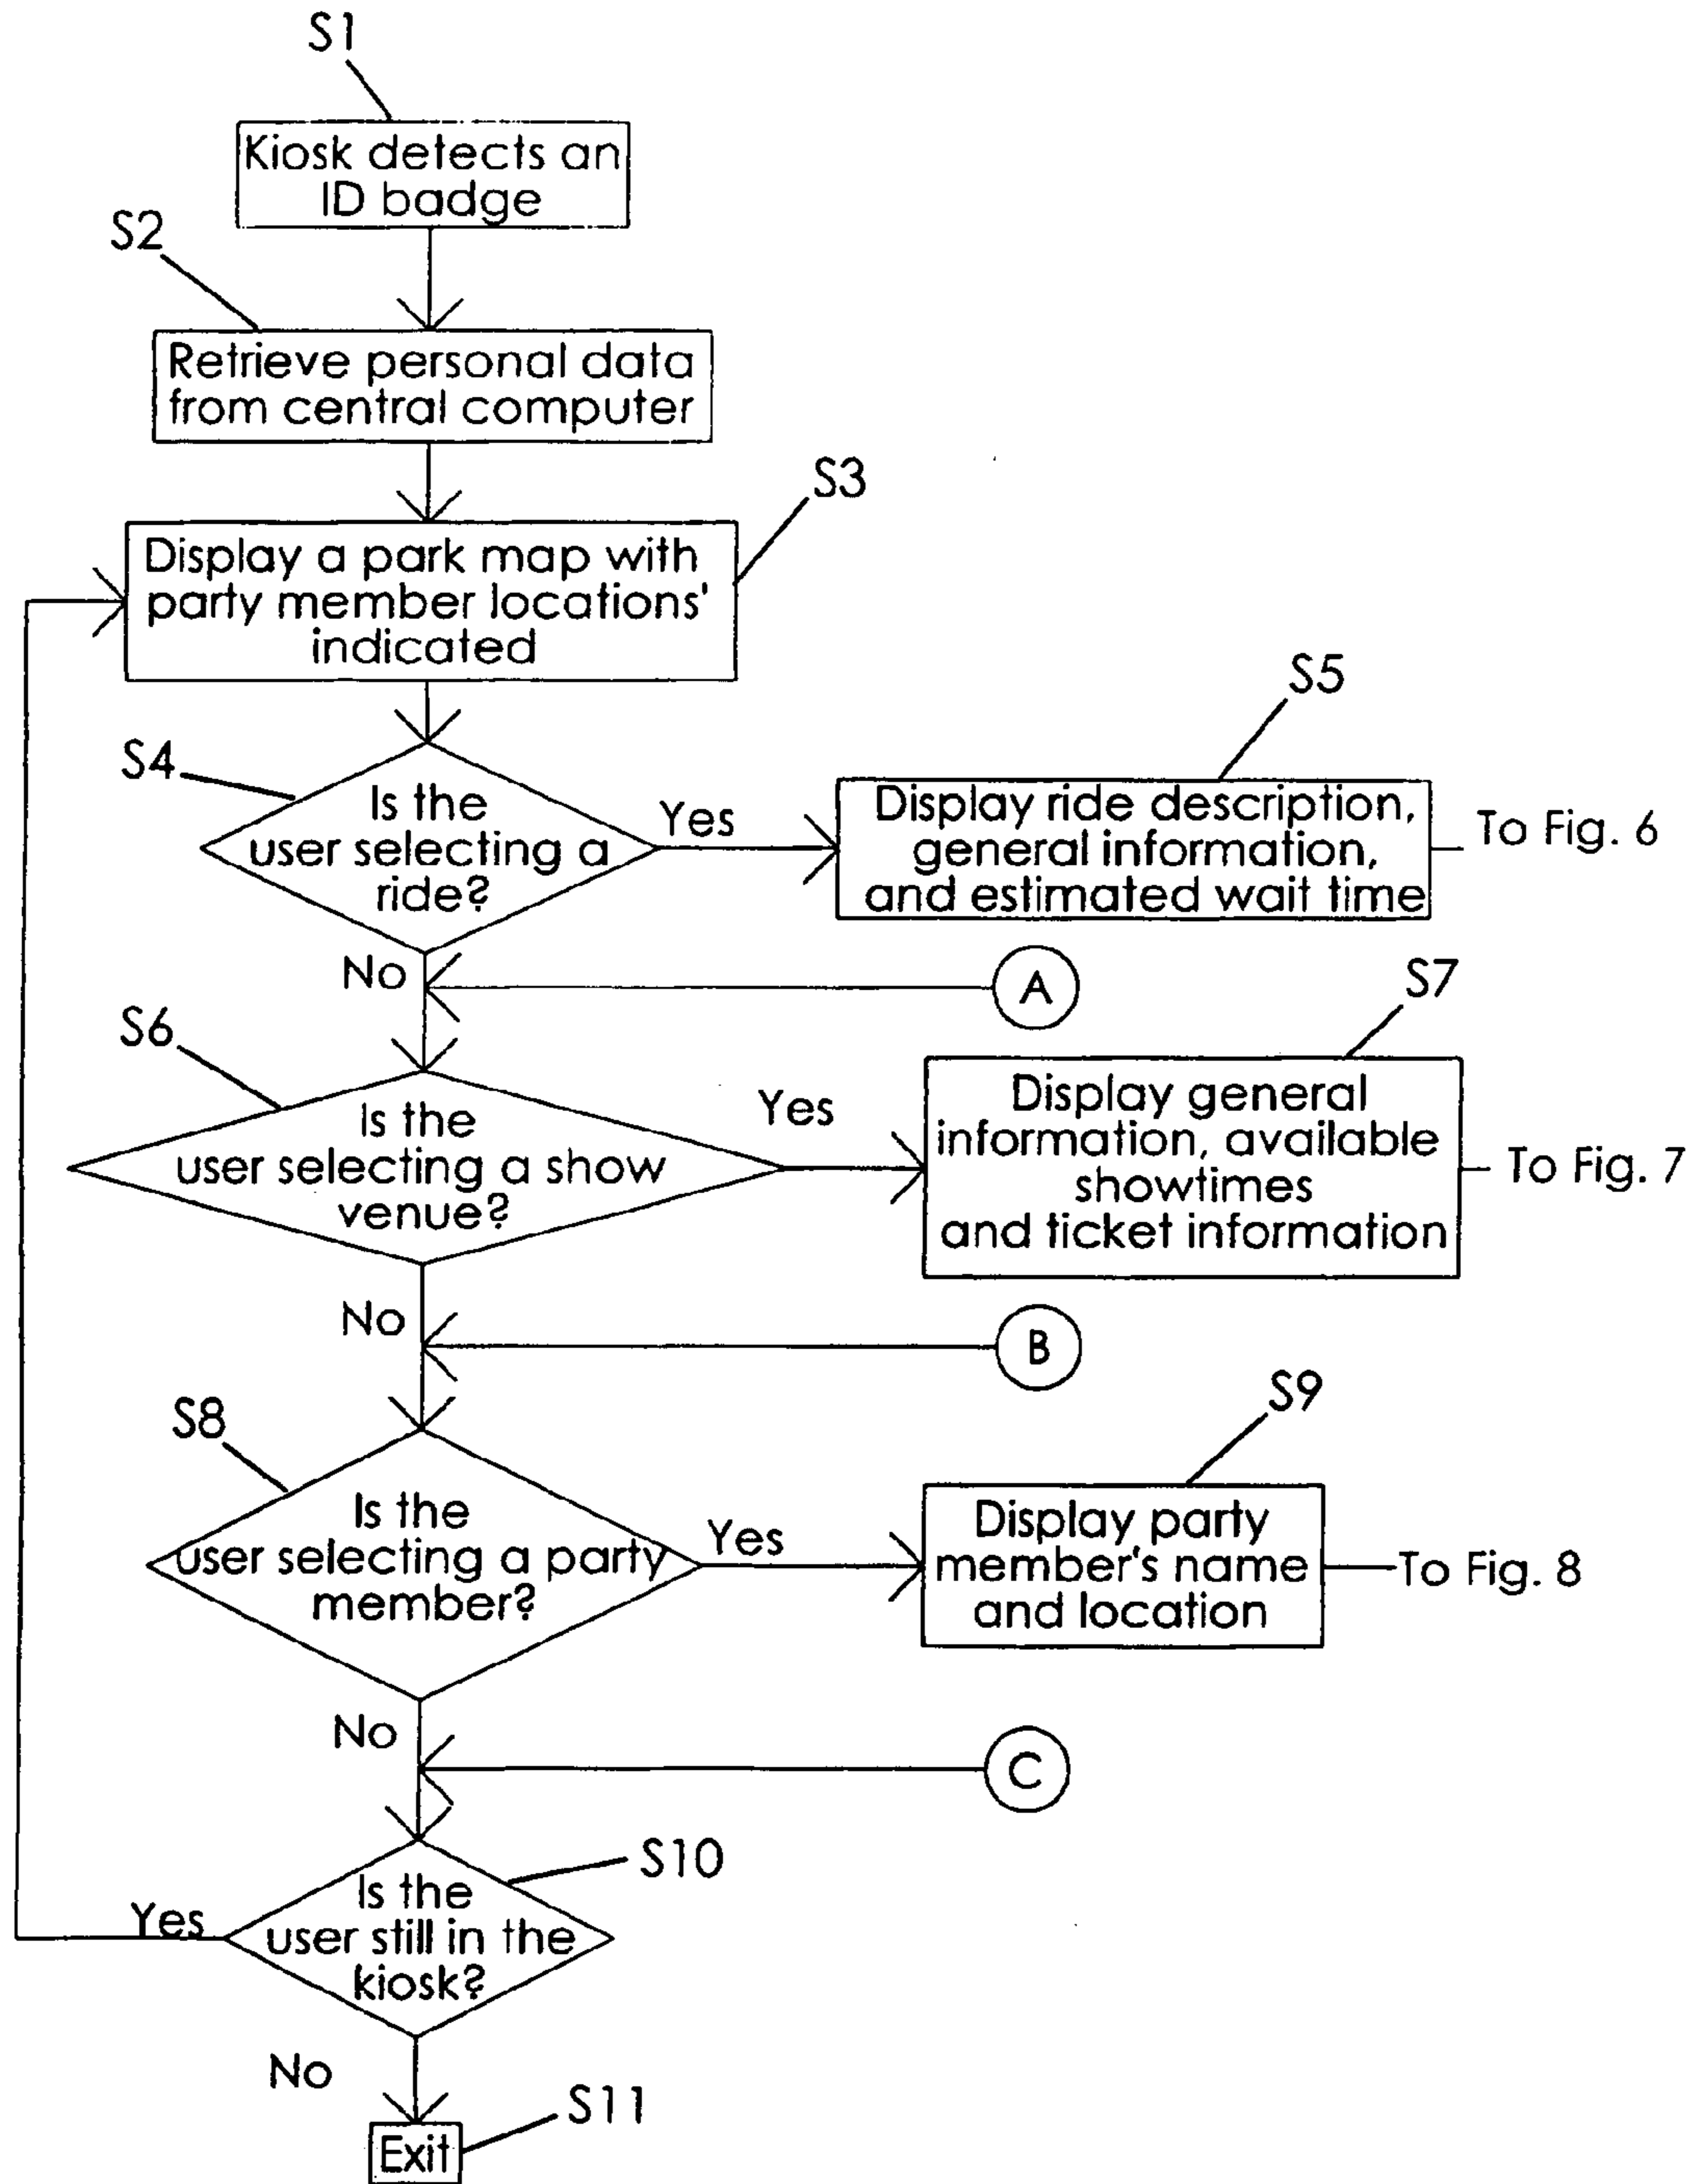 S1
Kiosk detects an
ID badge
S2
Retrieve personal data
from central computer
S3
Display a park map with
party member locations'
indicated
S4
Is the
user selecting a
ride?
Yes
S5
Display ride description,
general information,
and estimated wait time
To Fig. 6
No
A
S6
Is the
user selecting a show
venue?
Yes
S7
Display general
information, available
showtimes
and ticket information
To Fig. 7
No
B
S8
Is the
user selecting a party
member?
Yes
S9
Display party
member's name
and location
To Fig. 8
No
C
S10
Is the
user still in the
kiosk?
Yes
No
S11
Exit